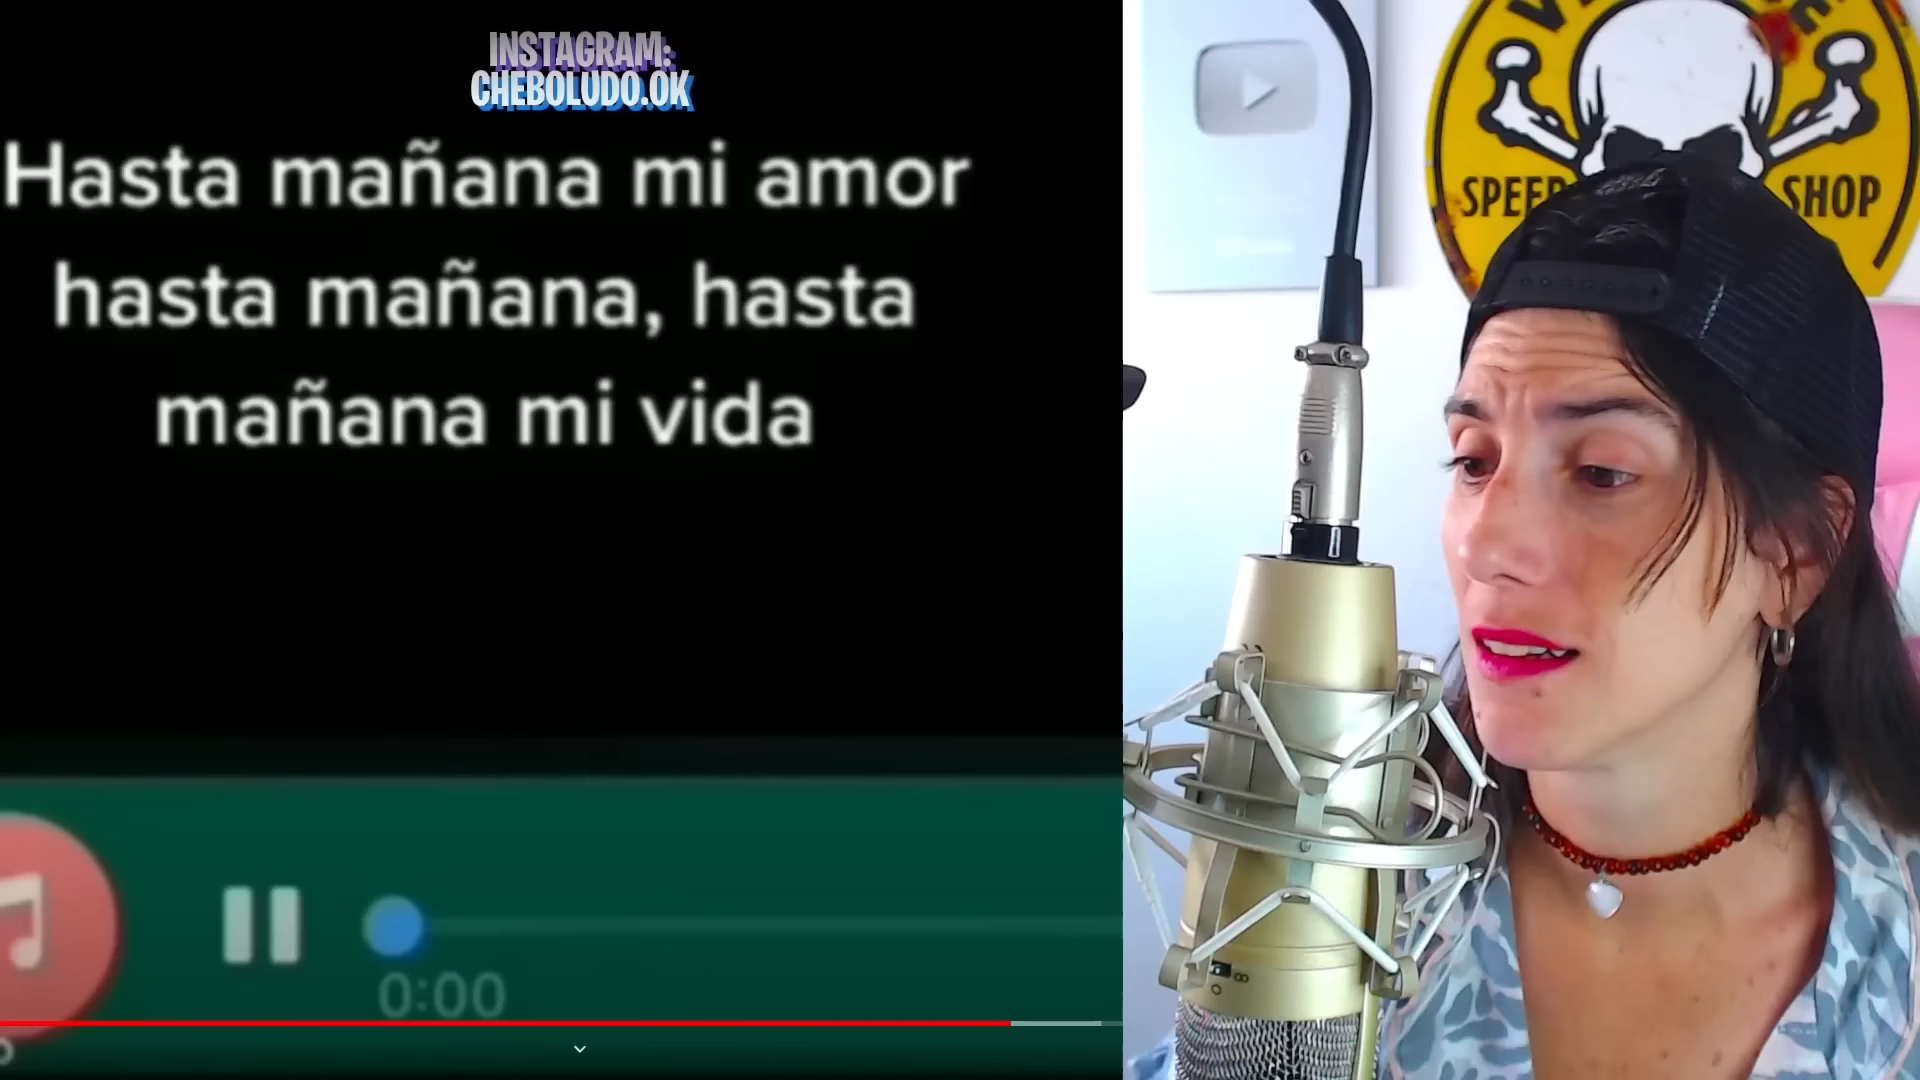 INSTAGRAM:
CHEBOLUDO.OK
Hasta mañana mi amor
hasta mañana, hasta
mañana mi vida
0:00
SPEED SHOP